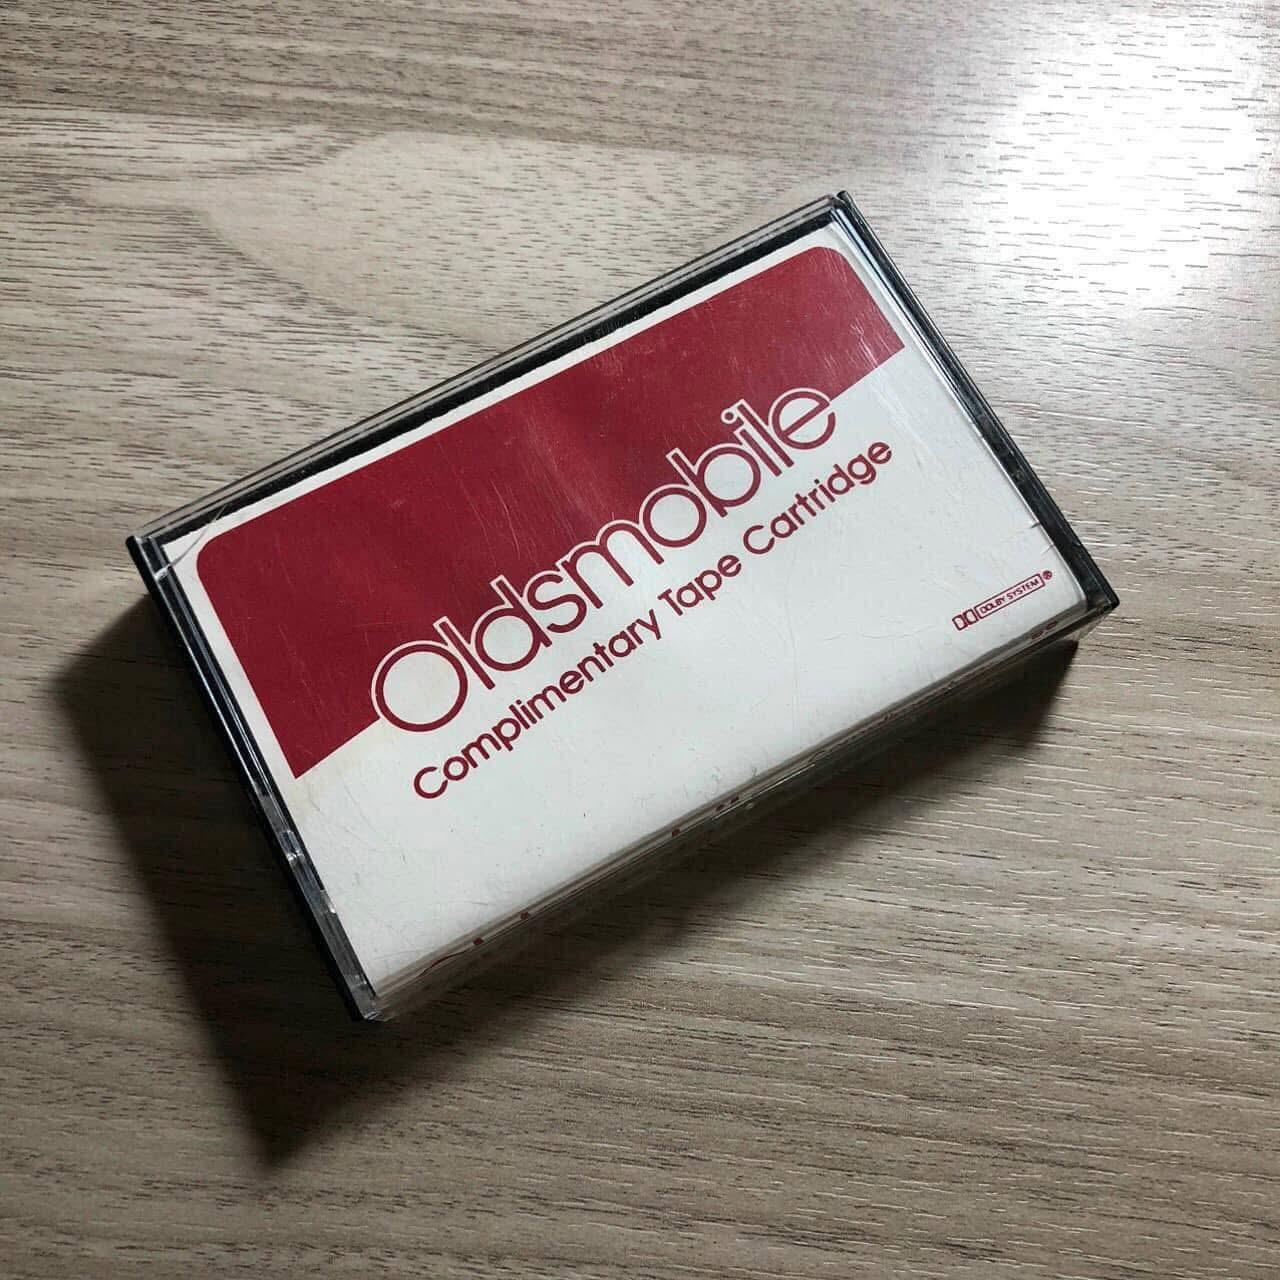 Oldsmobile
Complimentary Tape Cartridge
DOLBY SYSTEM®